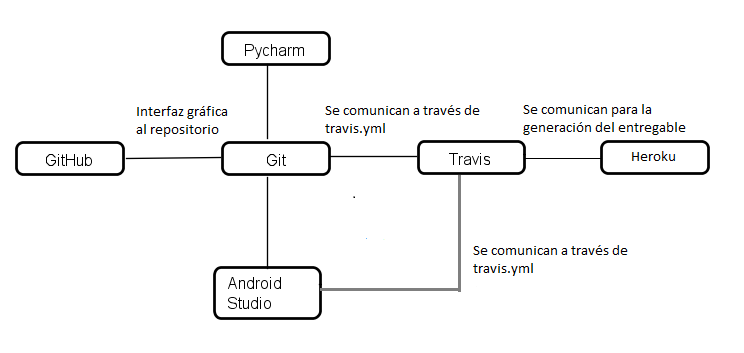 Pycharm
Interfaz gráfica
al repositorio
Se comunican a través de
travis.yml
Se comunican para la
generación del entregable
GitHub
Git
Travis
Heroku
Se comunican a través de
travis.yml
Android
Studio